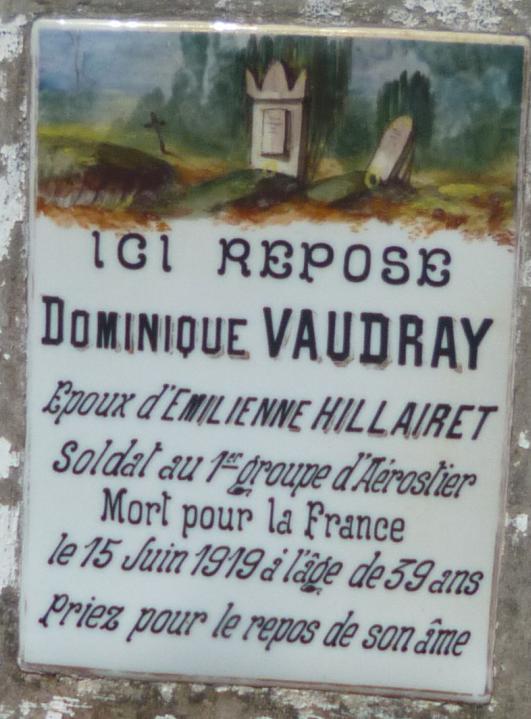 ICI REPOSE
DOMINIQUE VAUDRAY
Epoux d'EMILIENNE HILLAIRET
Soldat au 1er groupe d'Aérostier
Mort pour la France
le 15 Juin 1919 à l'âge de 39 ans
Priez pour le repos de son âme